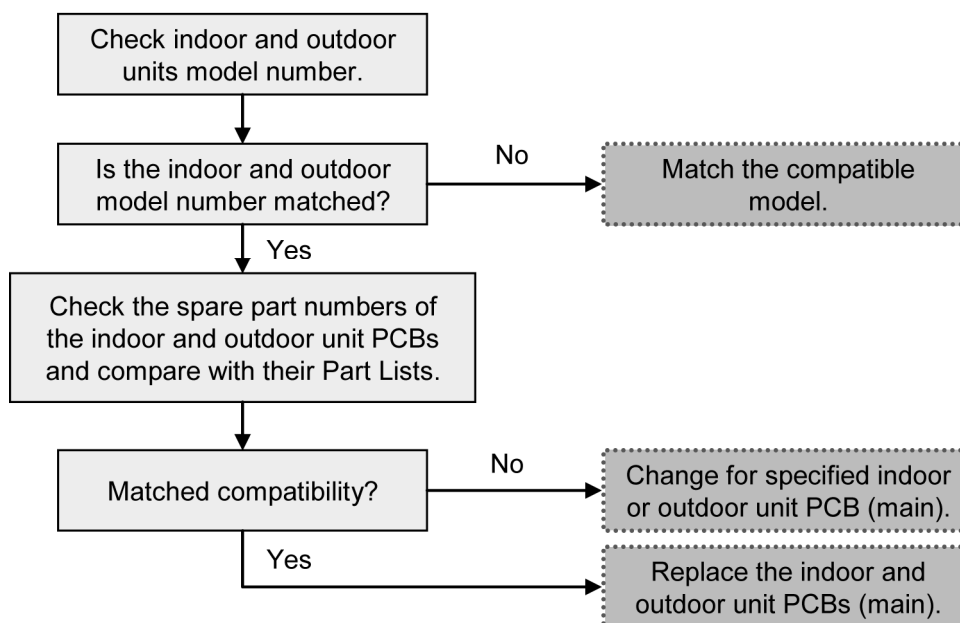 Check indoor and outdoor
units model number.
Is the indoor and outdoor
model number matched?
No
Match the compatible
model.
Yes
Check the spare part numbers of
the indoor and outdoor unit PCBs
and compare with their Part Lists.
Matched compatibility?
No
Change for specified indoor
or outdoor unit PCB (main).
Yes
Replace the indoor and
outdoor unit PCBs (main).